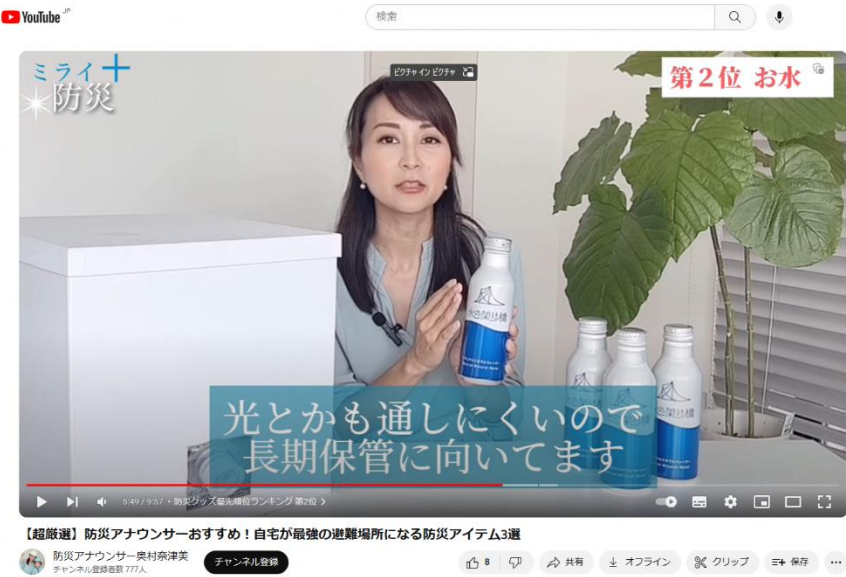 YouTube JP
検索
ミライ+
防災
ピクチャ イン ピクチャ
第２位 お水
光とかも通しにくいので
長期保管に向いてます
5:49 / 9:57 ・防災グッズ優先順位ランキング 第2位 >
【超厳選】防災アナウンサーおすすめ！自宅が最強の避難場所になる防災アイテム3選
防災アナウンサー奥村奈津美
チャンネル登録者数 777人
チャンネル登録
8
共有
オフライン
クリップ
保存